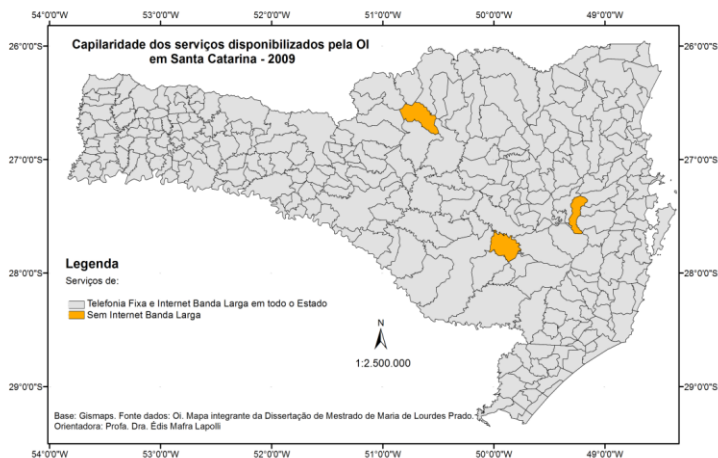 54°0'0"W 53°0'0"W 52°0'0"W 51°0'0"W 50°0'0"W 49°0'0"W
Capilaridade dos serviços disponibilizados pela OI
em Santa Catarina - 2009
26°0'0"S 26°0'0"S
27°0'0"S 27°0'0"S
28°0'0"S 28°0'0"S
29°0'0"S 29°0'0"S
Legenda
Serviços de:
Telefonia Fixa e Internet Banda Larga em todo o Estado
Sem Internet Banda Larga
N
1:2.500.000
Base: Gismaps. Fonte dados: Oi. Mapa integrante da Dissertação de Mestrado de Maria de Lourdes Prado.
Orientadora: Profa. Dra. Édis Mafra Lapolli
54°0'0"W 53°0'0"W 52°0'0"W 51°0'0"W 50°0'0"W 49°0'0"W